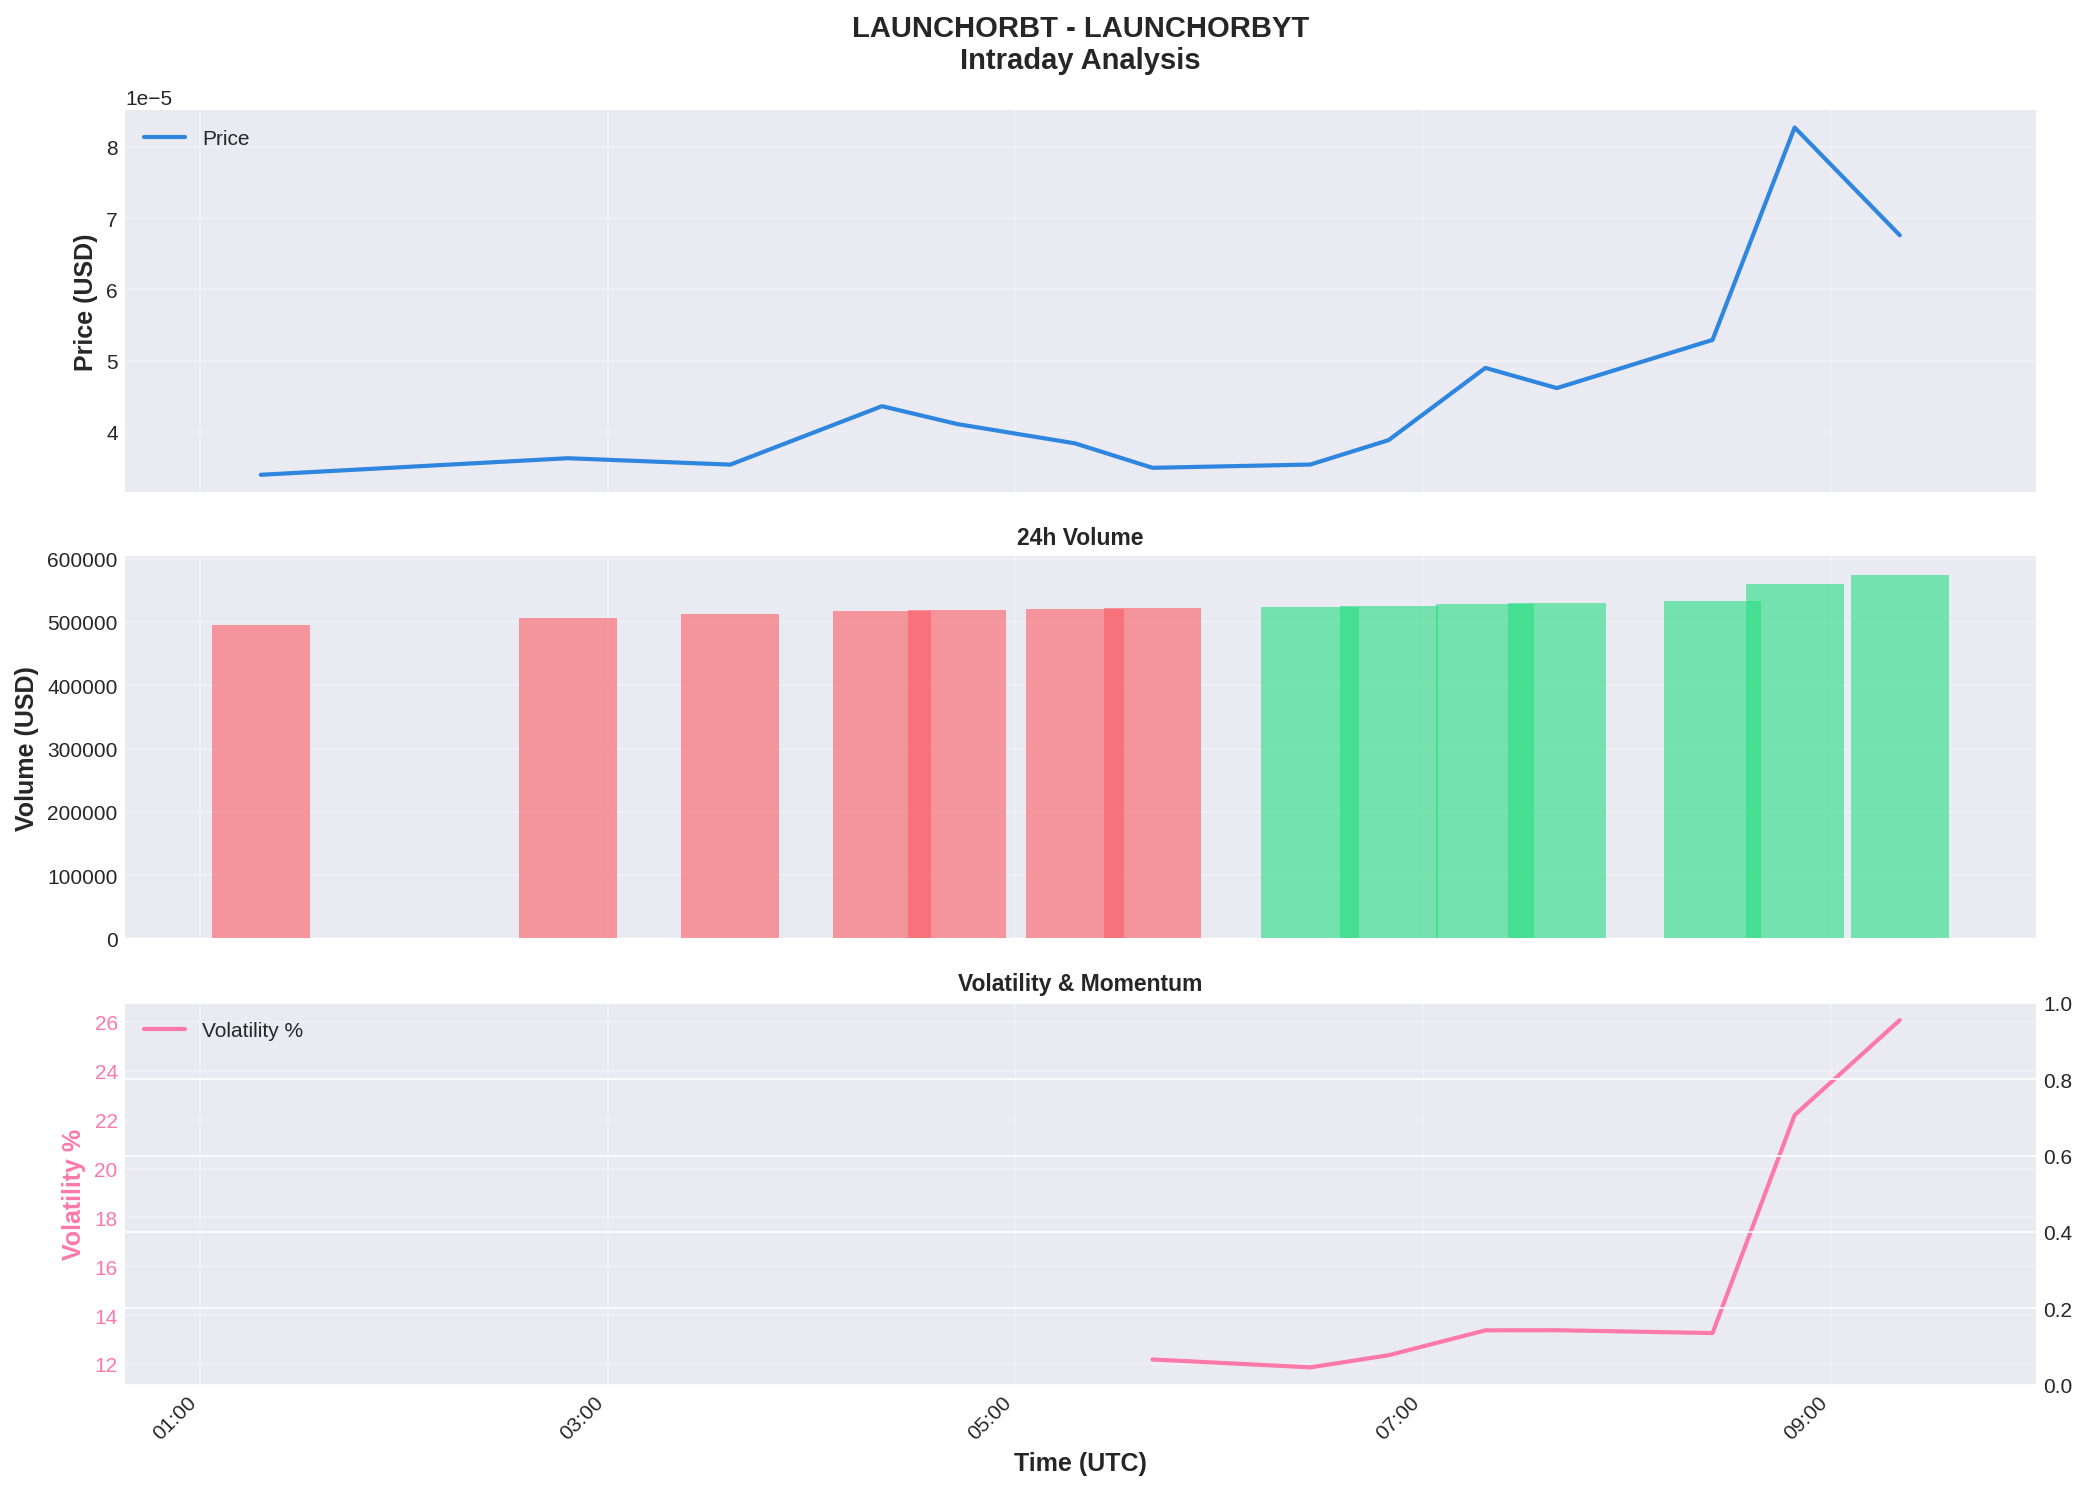 LAUNCHORBT - LAUNCHORBYT
Intraday Analysis
1e−5
Price
8
7
6
5
4
Price (USD)
24h Volume
600000
500000
400000
300000
200000
100000
0
Volume (USD)
Volatility & Momentum
Volatility %
26
24
22
20
18
16
14
12
Volatility %
1.0
0.8
0.6
0.4
0.2
0.0
01:00
03:00
05:00
07:00
09:00
Time (UTC)